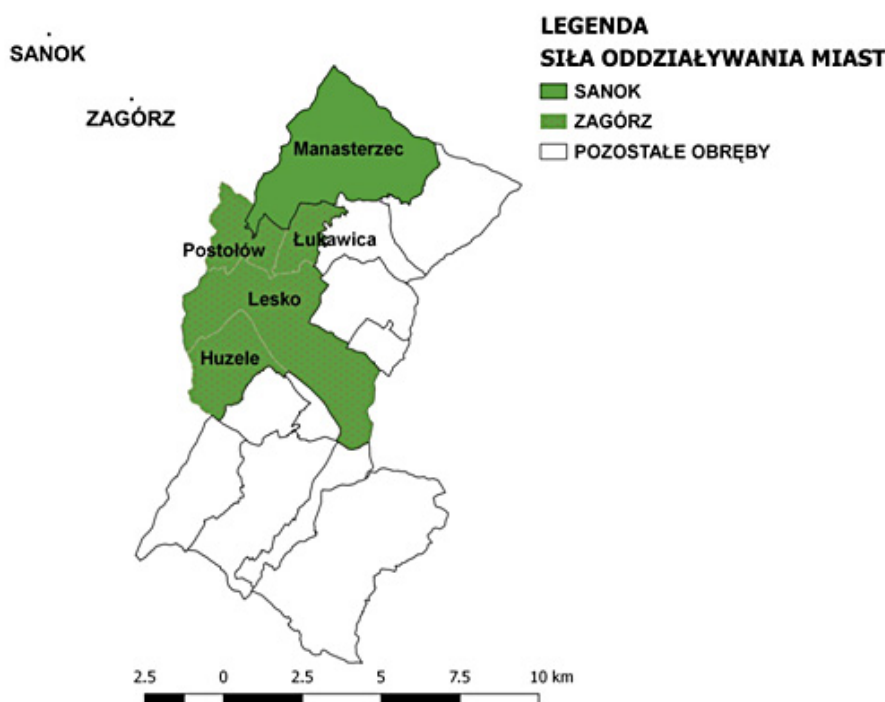 LEGENDA
SIŁA ODDZIAŁYWANIA MIAST
SANOK
ZAGÓRZ
POZOSTAŁE OBRĘBY
SANOK
ZAGÓRZ
Manasterzec
Postołów
Łukawica
Lesko
Huzele
2.5 0 2.5 5 7.5 10 km